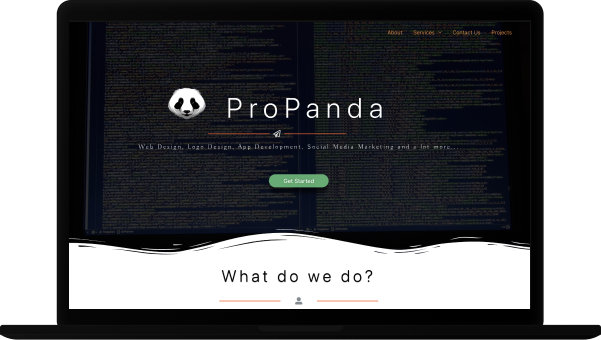 About Services Contact Us Projects
ProPanda
Web Design, Logo Design, App Development, Social Media Marketing and a lot more...
Get Started
What do we do?